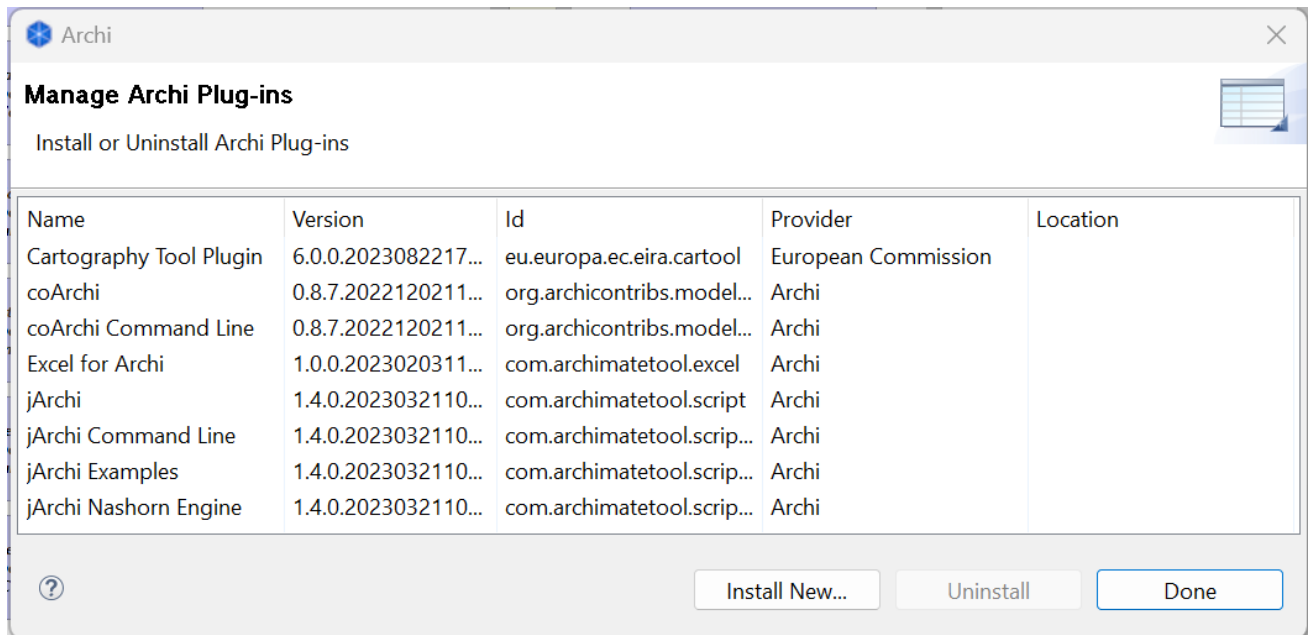 Archi
Manage Archi Plug-ins
Install or Uninstall Archi Plug-ins
Name Version Id Provider Location
Cartography Tool Plugin 6.0.0.2023082217... eu.europa.ec.eira.cartool European Commission
coArchi 0.8.7.2022120211... org.archicontribs.model... Archi
coArchi Command Line 0.8.7.2022120211... org.archicontribs.model... Archi
Excel for Archi 1.0.0.2023020311... com.archimatetool.excel Archi
jArchi 1.4.0.2023032110... com.archimatetool.script Archi
jArchi Command Line 1.4.0.2023032110... com.archimatetool.scrip... Archi
jArchi Examples 1.4.0.2023032110... com.archimatetool.scrip... Archi
jArchi Nashorn Engine 1.4.0.2023032110... com.archimatetool.scrip... Archi
? Install New... Uninstall Done